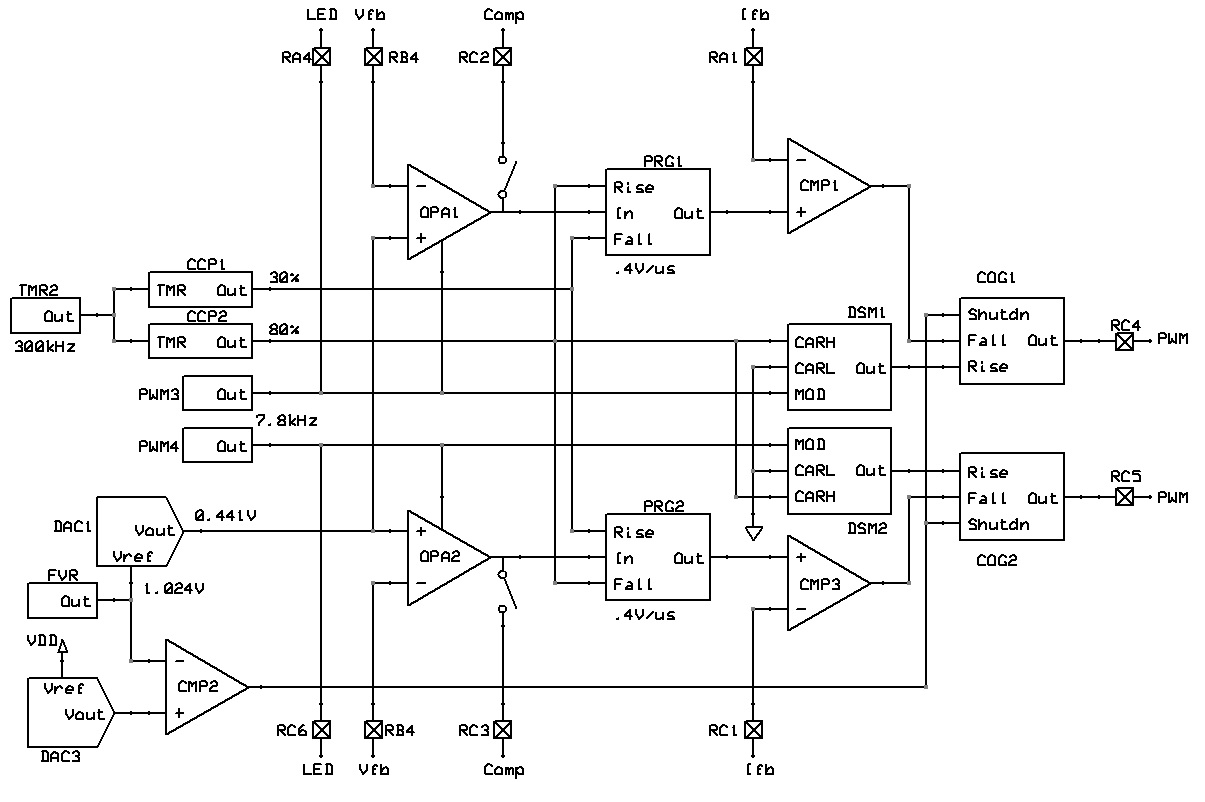 LED Vfb Comp Ifb
RA4 RB4 RC2 RA1
PRG1
Rise
In Out
Fall
.4V/us
OPA1
-
+
CMP1
-
+
CCP1
TMR Out 30%
TMR2
Out
300kHz
CCP2
TMR Out 80%
PWM3 Out
7.8kHz
PWM4 Out
DSM1
CARH
CARL Out
MOD
MOD
CARL Out
CARH
DSM2
COG1
Shutdn
Fall Out
Rise
RC4 PWM
Rise
Fall Out
Shutdn
COG2
RC5 PWM
DAC1
Vout 0.441V
Vref
FVR
Out 1.024V
VDD
Vref
Vout
DAC3
-
CMP2
+
+
OPA2
-
PRG2
Rise
In Out
Fall
.4V/us
+
CMP3
-
RC6 RB4 RC3 RC1
LED Vfb Comp Ifb